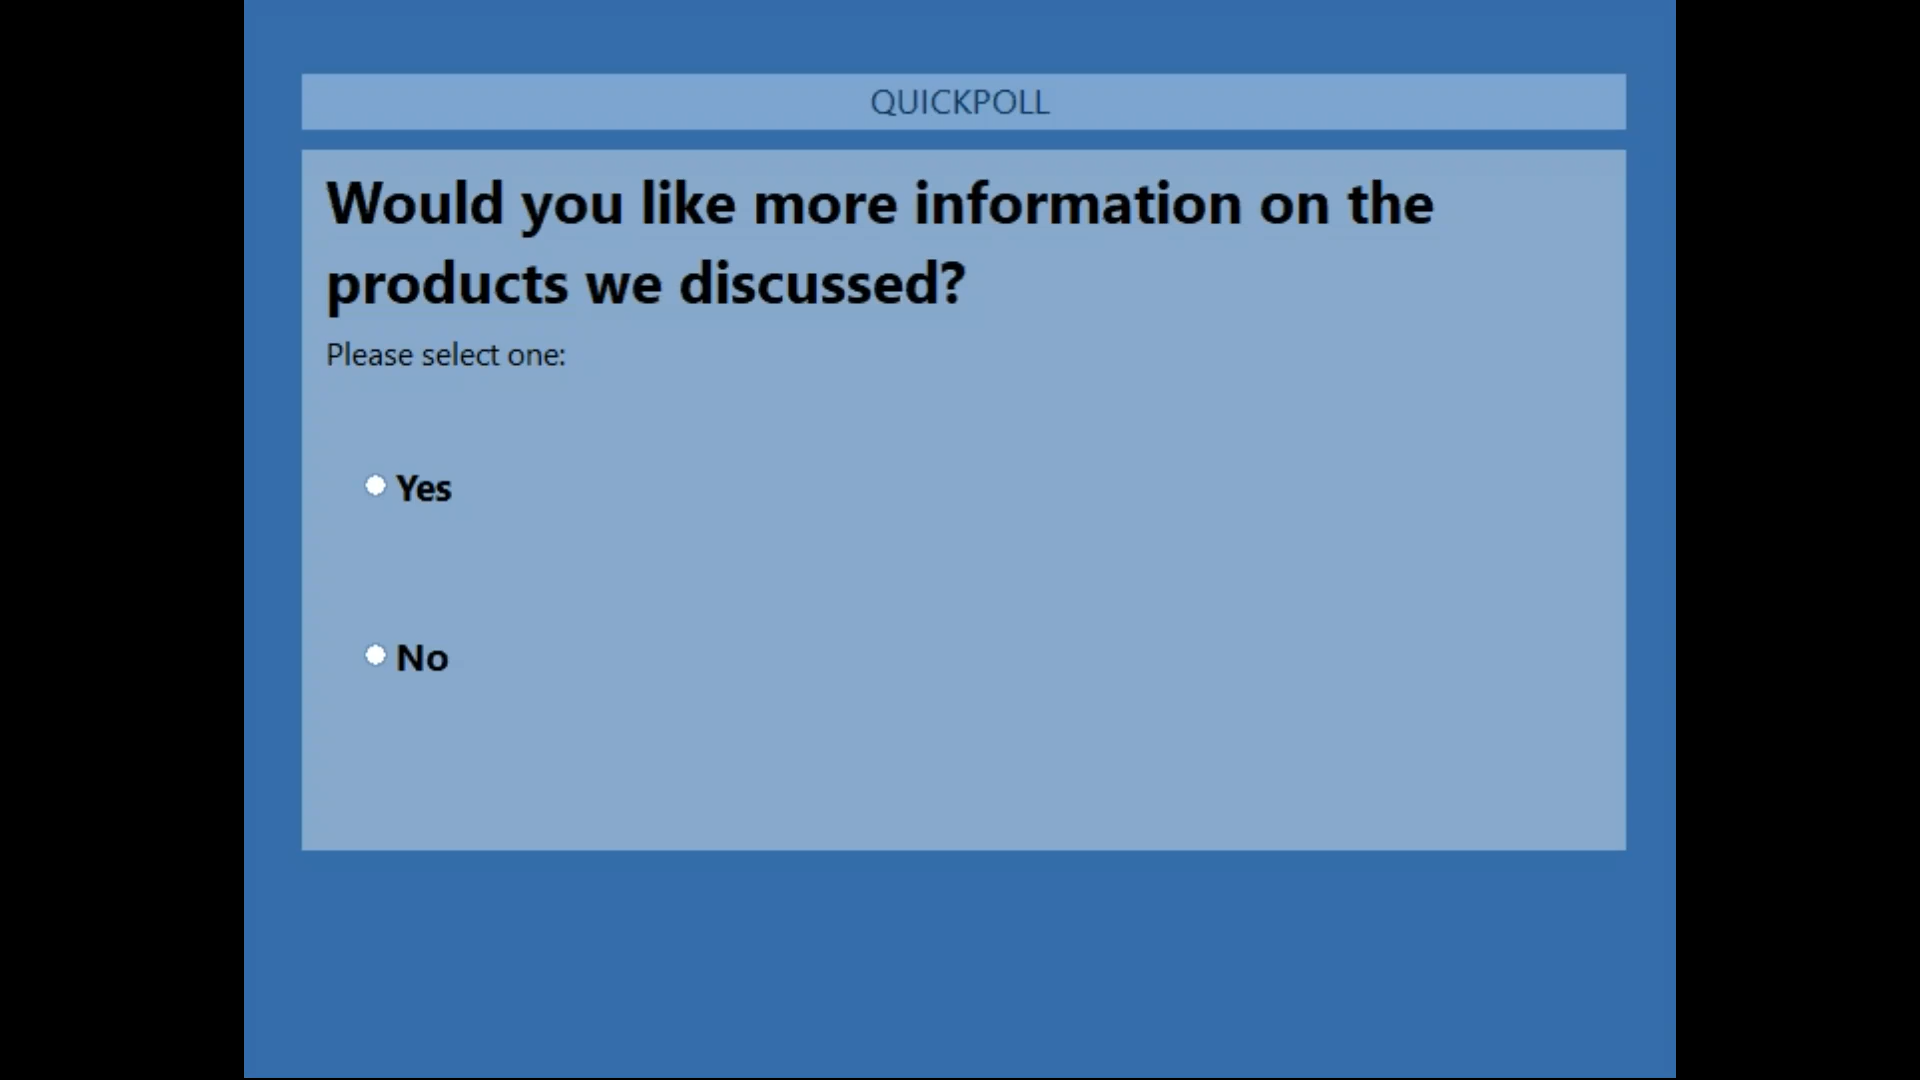 QUICKPOLL
Would you like more information on the
products we discussed?
Please select one:
Yes
No